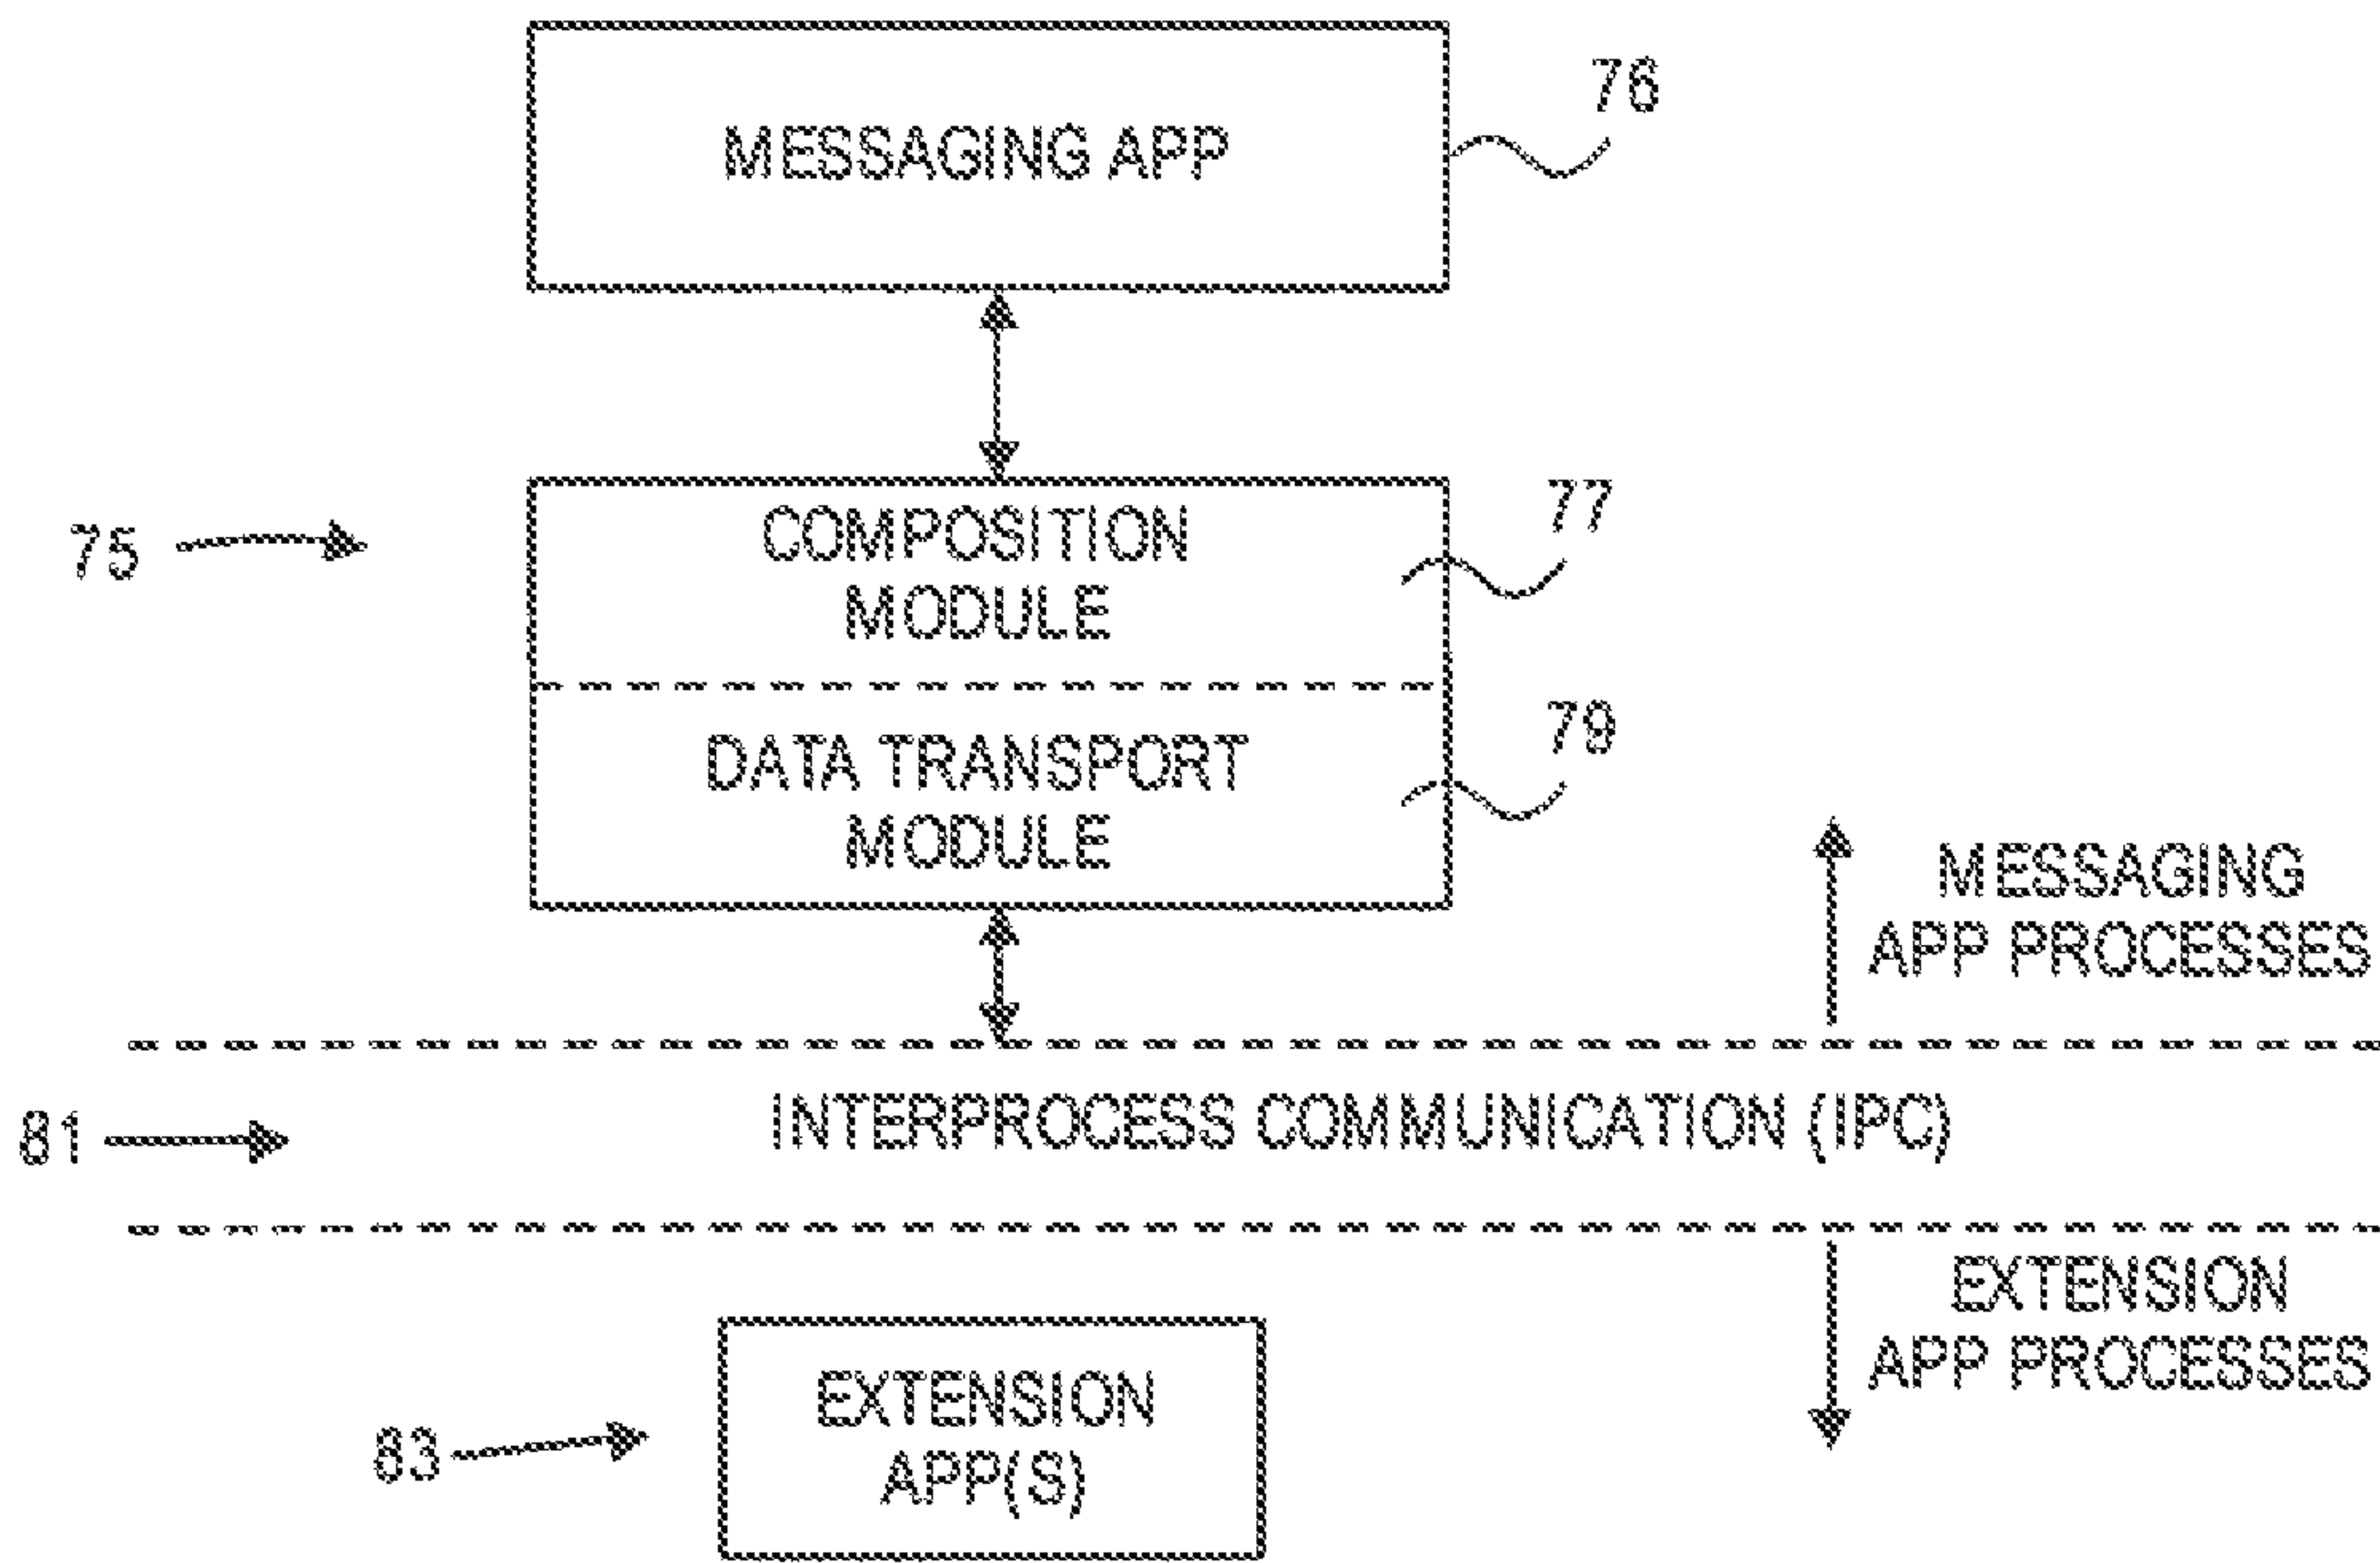 MESSAGING APP
76
75
COMPOSITION
MODULE
77
DATA TRANSPORT
MODULE
79
MESSAGING
APP PROCESSES
81
INTERPROCESS COMMUNICATION (IPC)
EXTENSION
APP PROCESSES
83
EXTENSION
APP(S)